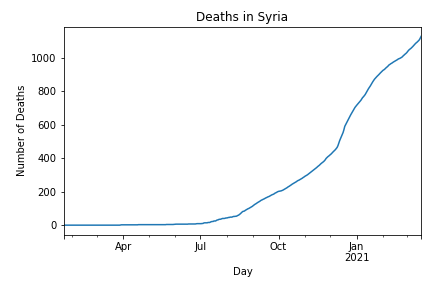 Deaths in Syria
Number of Deaths
1000
800
600
400
200
0
Apr
Jul
Oct
Jan
2021
Day